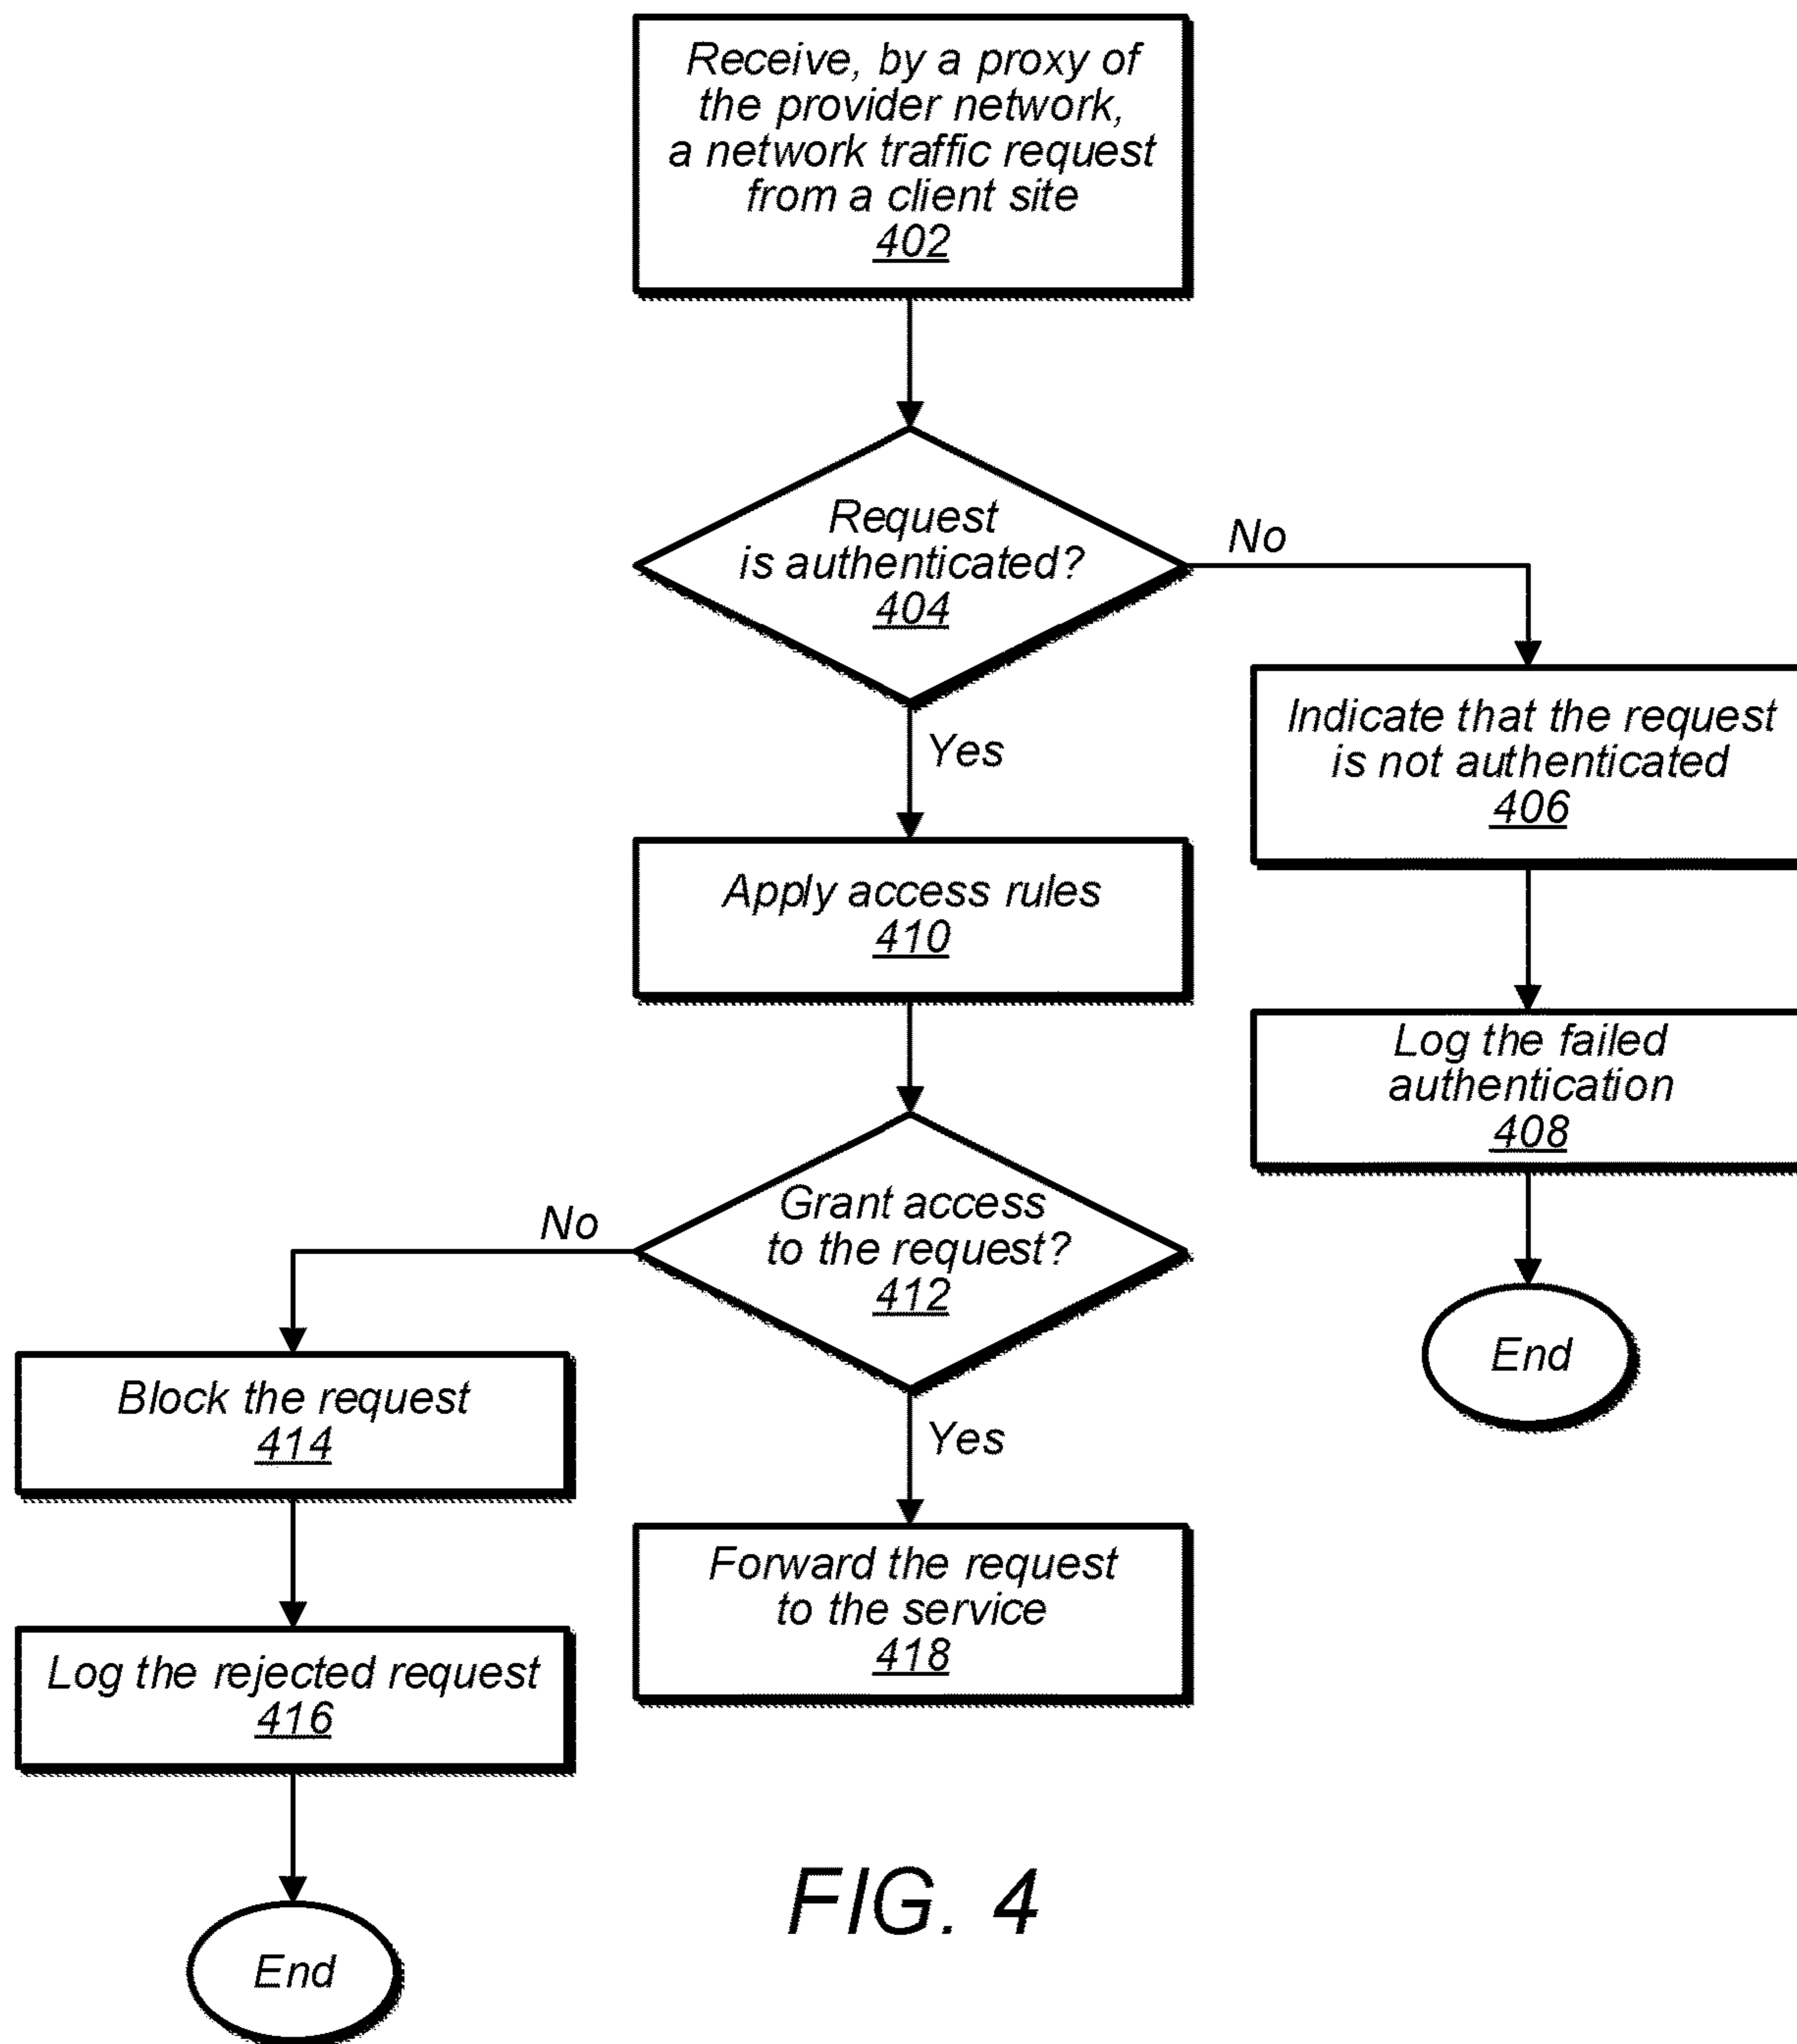 Receive, by a proxy of
the provider network,
a network traffic request
from a client site
402
Request
is authenticated?
404
No
Yes
Indicate that the request
is not authenticated
406
Apply access rules
410
Log the failed
authentication
408
Grant access
to the request?
412
No
Yes
End
Block the request
414
Forward the request
to the service
418
Log the rejected request
416
End
FIG. 4